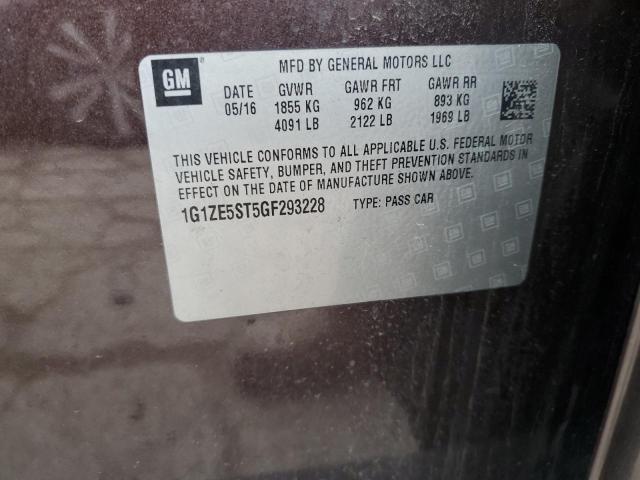 GM
MFD BY GENERAL MOTORS LLC
DATE GVWR GAWR FRT GAWR RR
05/16 1855 KG 962 KG 893 KG
4091 LB 2122 LB 1969 LB
THIS VEHICLE CONFORMS TO ALL APPLICABLE U.S. FEDERAL MOTOR
VEHICLE SAFETY, BUMPER, AND THEFT PREVENTION STANDARDS IN
EFFECT ON THE DATE OF MANUFACTURE SHOWN ABOVE.
1G1ZE5ST5GF293228 TYPE: PASS CAR